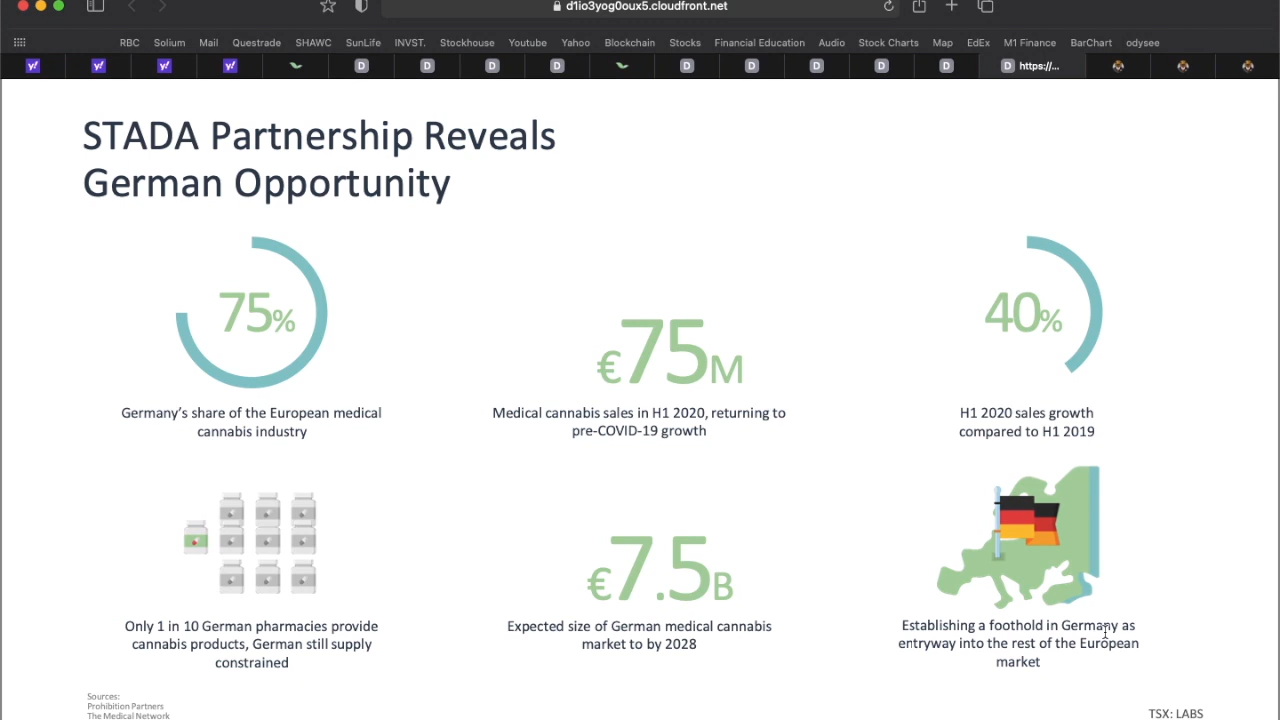 d1io3yog0oux5.cloudfront.net
RBC Solium Mail Questrade SHAWC SunLife INVST. Stockhouse Youtube Yahoo Blockchain Stocks Financial Education Audio Stock Charts Map EdEx M1 Finance BarChart odysee
y! y! y! y! D D D D D D D D D D https://...
STADA Partnership Reveals
German Opportunity
75%
Germany's share of the European medical
cannabis industry
€75M
Medical cannabis sales in H1 2020, returning to
pre-COVID-19 growth
40%
H1 2020 sales growth
compared to H1 2019
Only 1 in 10 German pharmacies provide
cannabis products, German still supply
constrained
€7.5B
Expected size of German medical cannabis
market to by 2028
Establishing a foothold in Germany as
entryway into the rest of the European
market
Sources:
Prohibition Partners
The Medical Network
TSX: LABS